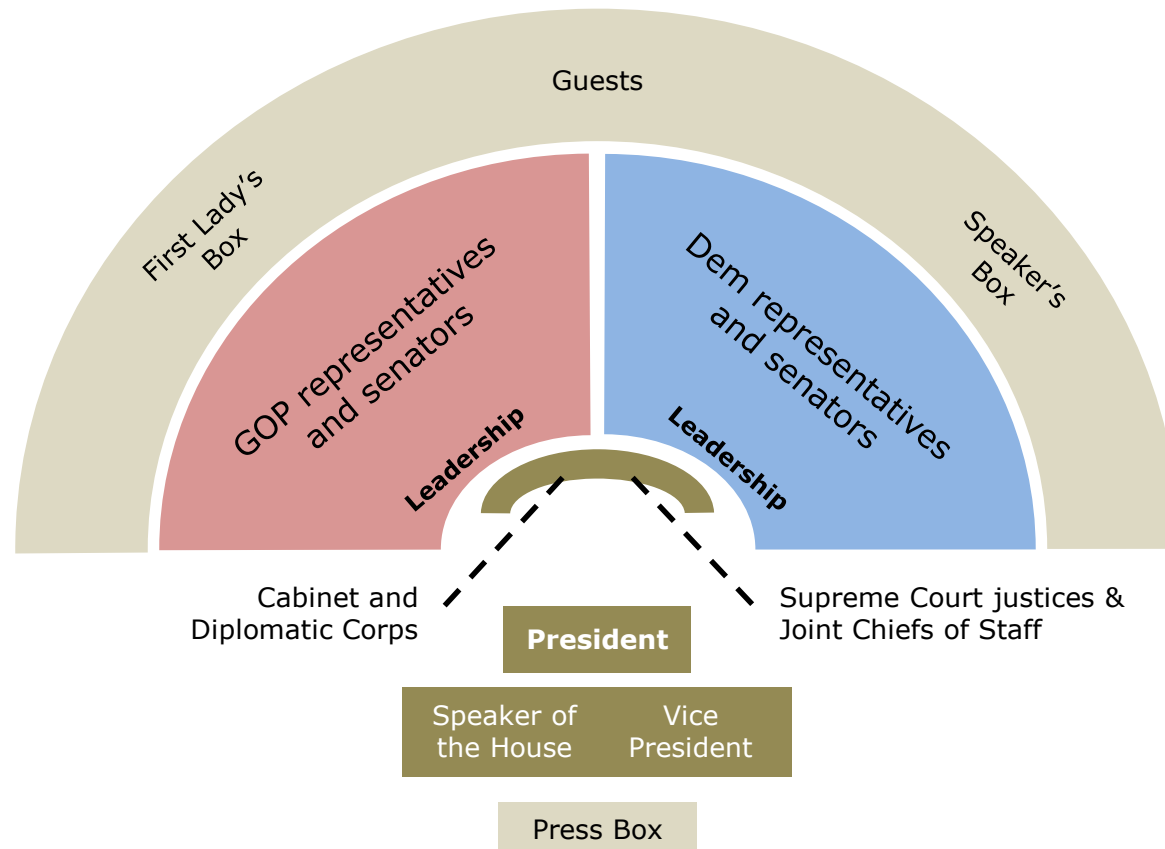 Guests
First Lady’s
Box
Speaker’s
Box
GOP representatives
and senators
Dem representatives
and senators
Leadership
Leadership
Cabinet and
Diplomatic Corps
Supreme Court justices &
Joint Chiefs of Staff
President
Speaker of
the House
Vice
President
Press Box